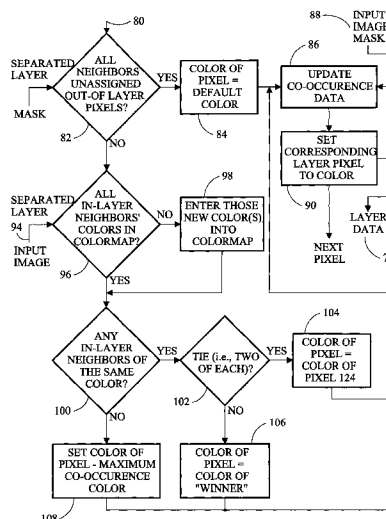 80
88
INPUT
IMAGE
MASK
86
SEPARATED
LAYER
MASK
ALL
NEIGHBORS
UNASSIGNED
OUT-OF LAYER
PIXELS?
82
YES
NO
COLOR OF
PIXEL =
DEFAULT
COLOR
84
UPDATE
CO-OCCURENCE
DATA
SET
CORRESPONDING
LAYER PIXEL
TO COLOR
90
NEXT
PIXEL
LAYER
DATA
SEPARATED
LAYER
94
INPUT
IMAGE
ALL
IN-LAYER
NEIGHBORS'
COLORS IN
COLORMAP?
96
NO
YES
98
ENTER THOSE
NEW COLOR(S)
INTO
COLORMAP
ANY
IN-LAYER
NEIGHBORS OF
THE SAME
COLOR?
100
YES
NO
TIE (i.e., TWO
OF EACH)?
102
YES
NO
104
COLOR OF
PIXEL =
COLOR OF
PIXEL 124
SET COLOR OF
PIXEL - MAXIMUM
CO-OCCURENCE
COLOR
108
106
COLOR OF
PIXEL =
COLOR OF
"WINNER"